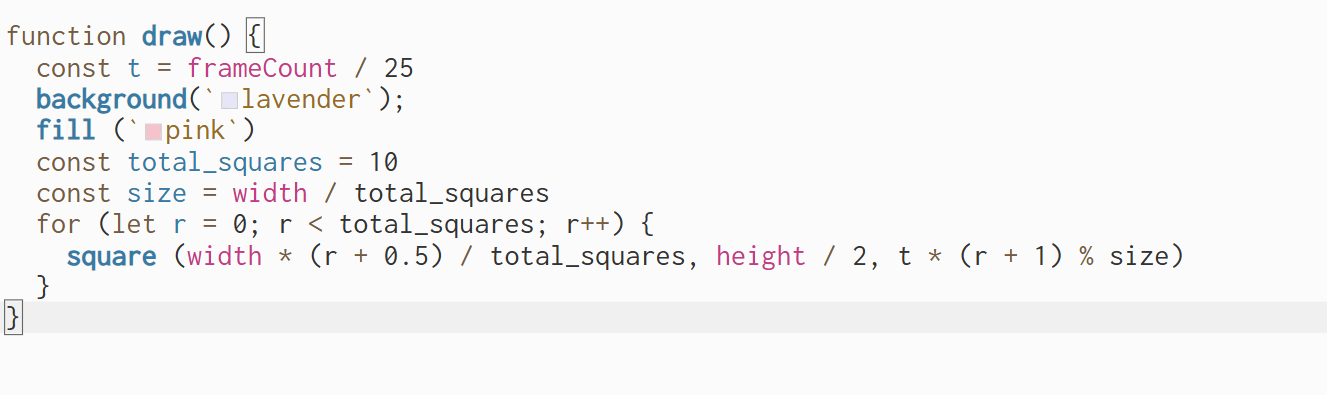 function draw() {
  const t = frameCount / 25
  background(`lavender`);
  fill (`pink`)
  const total_squares = 10
  const size = width / total_squares
  for (let r = 0; r < total_squares; r++) {
    square (width * (r + 0.5) / total_squares, height / 2, t * (r + 1) % size)
  }
}